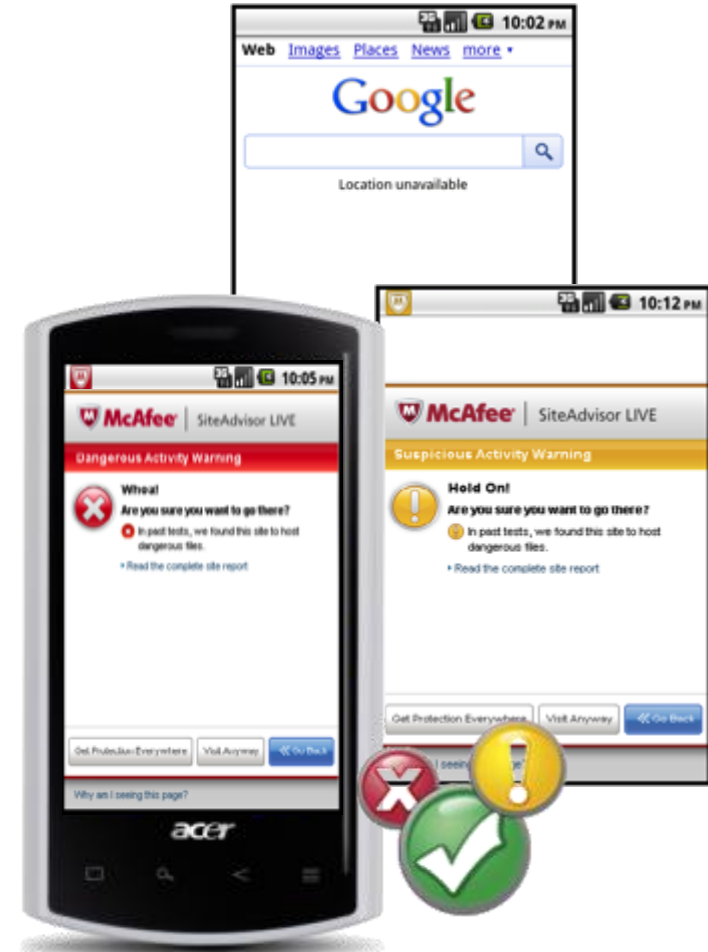 3G 10:02 PM
Web Images Places News more
Google
Location unavailable
3G 10:12 PM
McAfee | SiteAdvisor LIVE
Suspicious Activity Warning
Hold On!
Are you sure you want to go there?
In past tests, we found this site to host
dangerous files.
Read the complete site report
Get Protection Everywhere Visit Anyway Go Back
I seeing
3G 10:05 PM
McAfee | SiteAdvisor LIVE
Dangerous Activity Warning
Whoa!
Are you sure you want to go there?
In past tests, we found this site to host
dangerous files.
Read the complete site report
Get Protection Everywhere Visit Anyway Go Back
Why am I seeing this page?
acer